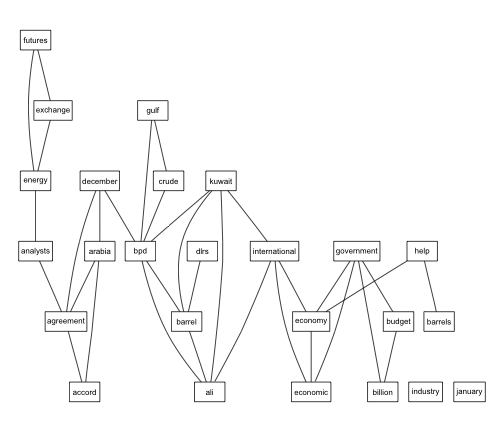 futures
exchange
gulf
energy
december
crude
kuwait
analysts
arabia
bpd
dlrs
international
government
help
agreement
barrel
economy
budget
barrels
accord
ali
economic
billion
industry
january